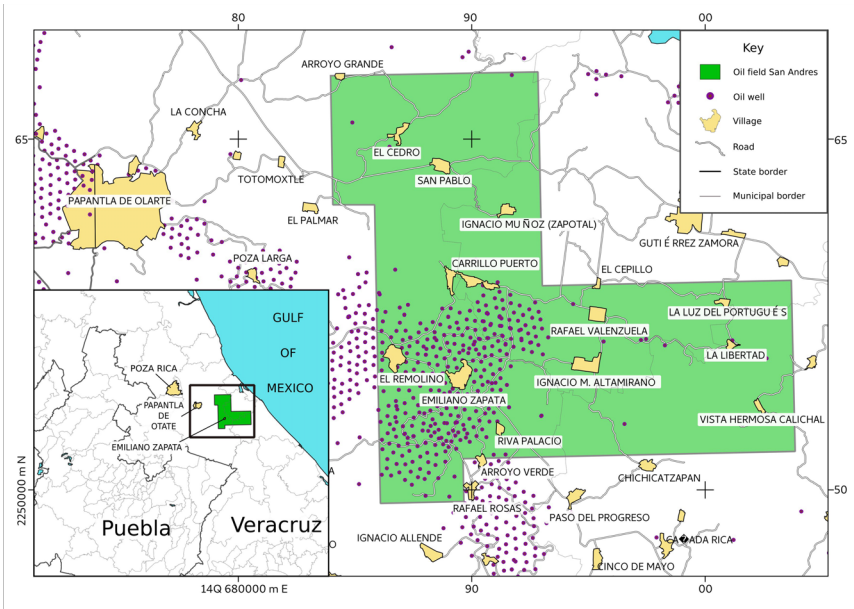 80
90
00
Key
Oil field San Andres
Oil well
Village
Road
State border
Municipal border
ARROYO GRANDE
LA CONCHA
65
65
EL CEDRO
TOTOMOXTLE
SAN PABLO
PAPANTLA DE OLARTE
EL PALMAR
IGNACIO MU ÑOZ (ZAPOTAL)
GUTI É RREZ ZAMORA
POZA LARGA
CARRILLO PUERTO
EL CEPILLO
LA LUZ DEL PORTUGU É S
RAFAEL VALENZUELA
LA LIBERTAD
EL REMOLINO
IGNACIO M. ALTAMIRANO
EMILIANO ZAPATA
VISTA HERMOSA CALICHAL
RIVA PALACIO
ARROYO VERDE
CHICHICATZAPAN
RAFAEL ROSAS
PASO DEL PROGRESO
50
IGNACIO ALLENDE
CA�ADA RICA
CINCO DE MAYO
O
GULF
OF
MEXICO
POZA RICA
PAPANTLA
DE
OTATE
EMILIANO ZAPATA
Puebla
Veracruz
2250000 m N
14Q 680000 m E
90
00